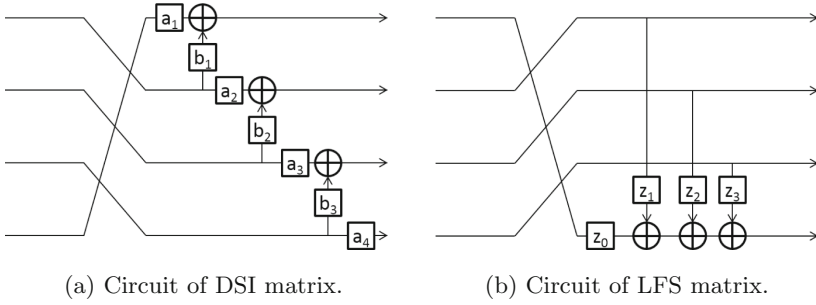 a₁
b₁
a₂
b₂
a₃
b₃
a₄
z₁ z₂ z₃
z₀
(a) Circuit of DSI matrix.
(b) Circuit of LFS matrix.